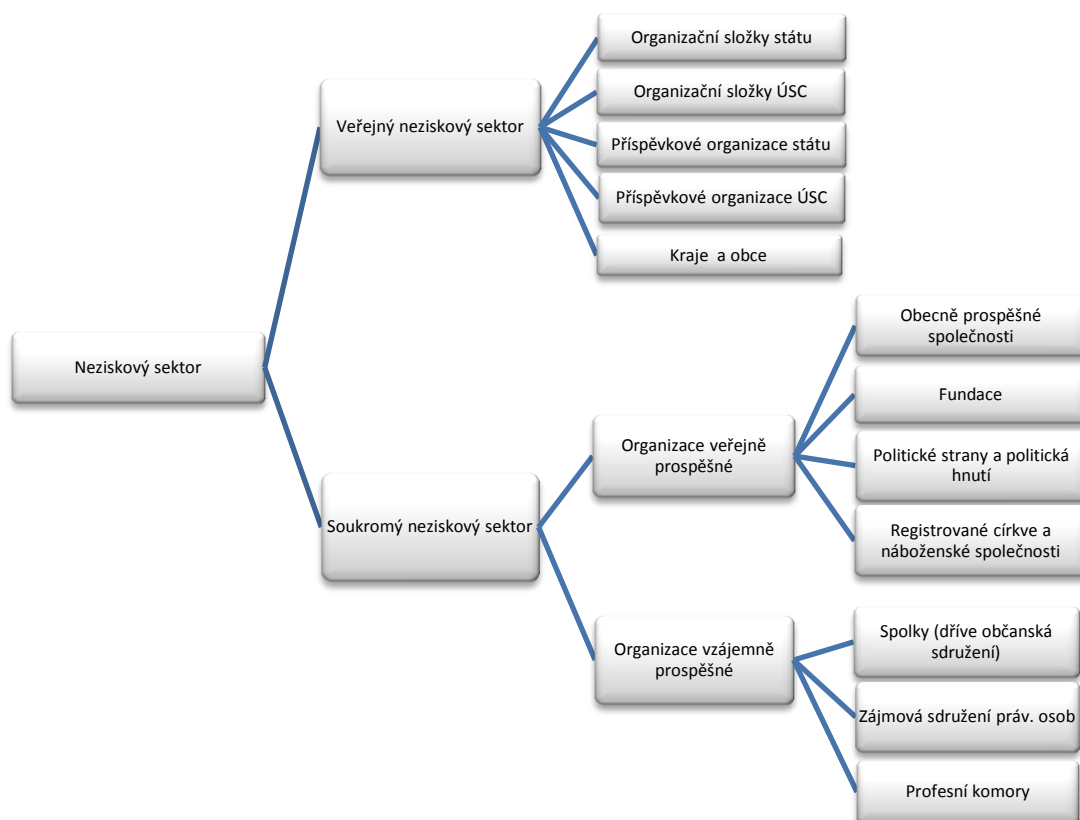 Organizační složky státu
Organizační složky ÚSC
Veřejný neziskový sektor
Příspěvkové organizace státu
Příspěvkové organizace ÚSC
Kraje a obce
Neziskový sektor
Obecně prospěšné
společnosti
Fundace
Organizace veřejně
prospěšné
Politické strany a politická
hnutí
Soukromý neziskový sektor
Registrované církve a
náboženské společnosti
Organizace vzájemně
prospěšné
Spolky (dříve občanská
sdružení)
Zájmová sdružení práv. osob
Profesní komory